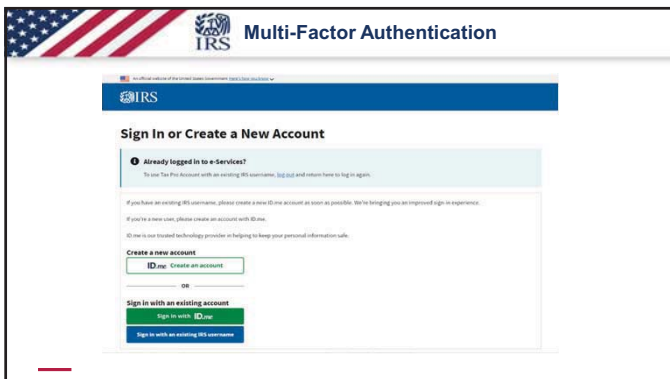 IRS
Multi-Factor Authentication
An official website of the United States Government Here's how you know
IRS
Sign In or Create a New Account
Already logged in to e-Services?
To use Tax Pro Account with an existing IRS username, log out and return here to log in again.
If you have an existing IRS username, please create a new ID.me account as soon as possible. We're bringing you an improved sign in experience.
If you're a new user, please create an account with ID.me.
ID.me is our trusted technology provider in helping to keep your personal information safe.
Create a new account
ID.me Create an account
OR
Sign in with an existing account
Sign in with ID.me
Sign in with an existing IRS username